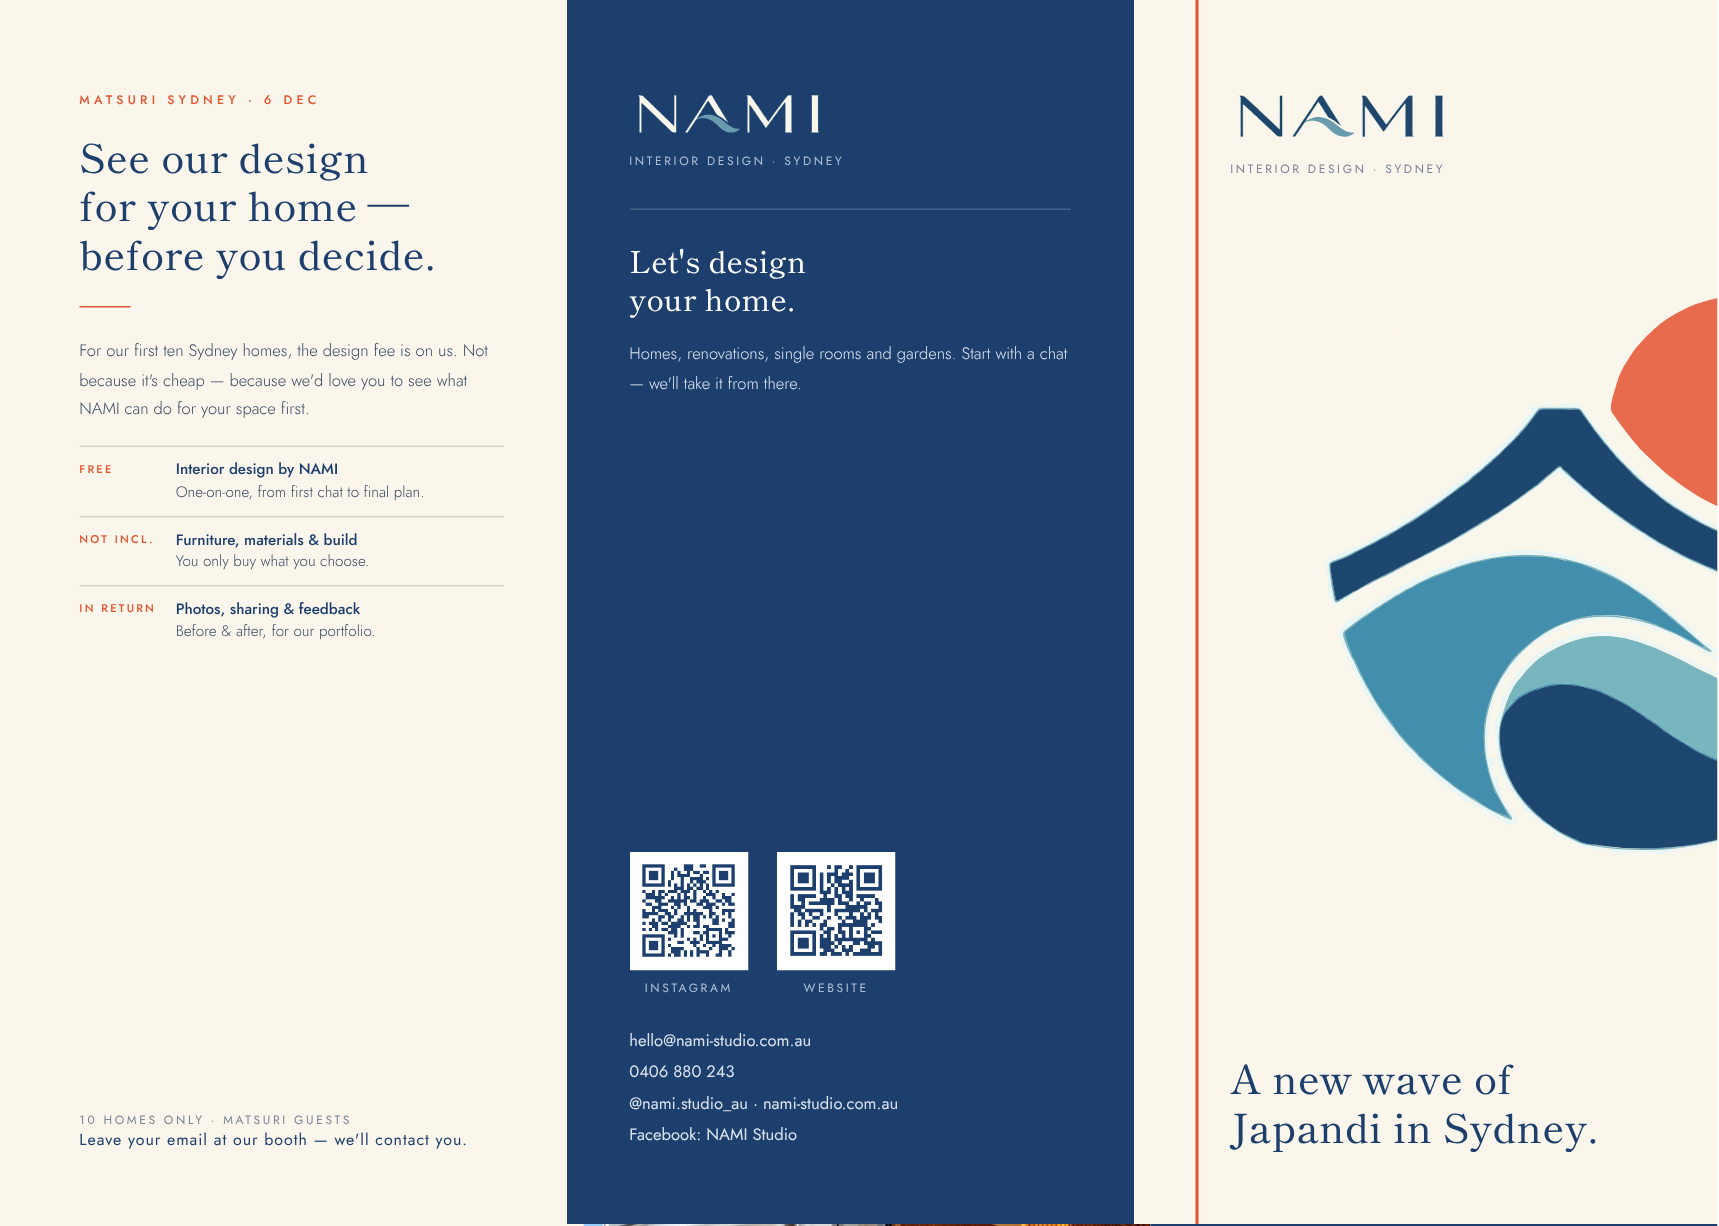 MATSURI SYDNEY · 6 DEC
See our design
for your home —
before you decide.
For our first ten Sydney homes, the design fee is on us. Not
because it's cheap — because we'd love you to see what
NAMI can do for your space first.
FREE
Interior design by NAMI
One-on-one, from first chat to final plan.
NOT INCL.
Furniture, materials & build
You only buy what you choose.
IN RETURN
Photos, sharing & feedback
Before & after, for our portfolio.
10 HOMES ONLY · MATSURI GUESTS
Leave your email at our booth — we'll contact you.
NAMI
INTERIOR DESIGN · SYDNEY
Let's design
your home.
Homes, renovations, single rooms and gardens. Start with a chat
— we'll take it from there.
INSTAGRAM
WEBSITE
hello@nami-studio.com.au
0406 880 243
@nami.studio_au · nami-studio.com.au
Facebook: NAMI Studio
NAMI
INTERIOR DESIGN · SYDNEY
A new wave of
Japandi in Sydney.